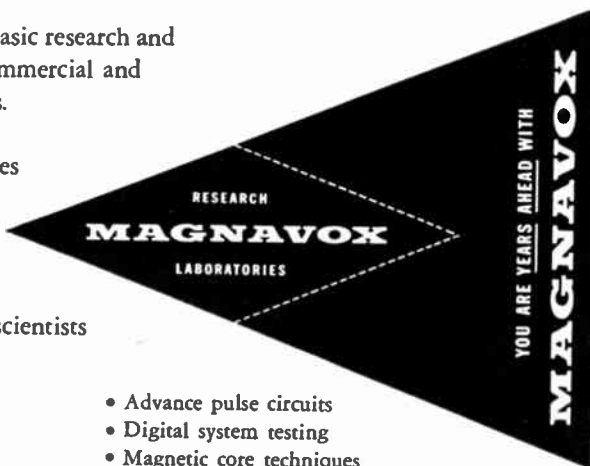 asic research and
mmercial and
s.
es
scientists
RESEARCH
MAGNAVOX
LABORATORIES
YOU ARE YEARS AHEAD WITH
MAGNAVOX
• Advance pulse circuits
• Digital system testing
• Magnetic core techniques